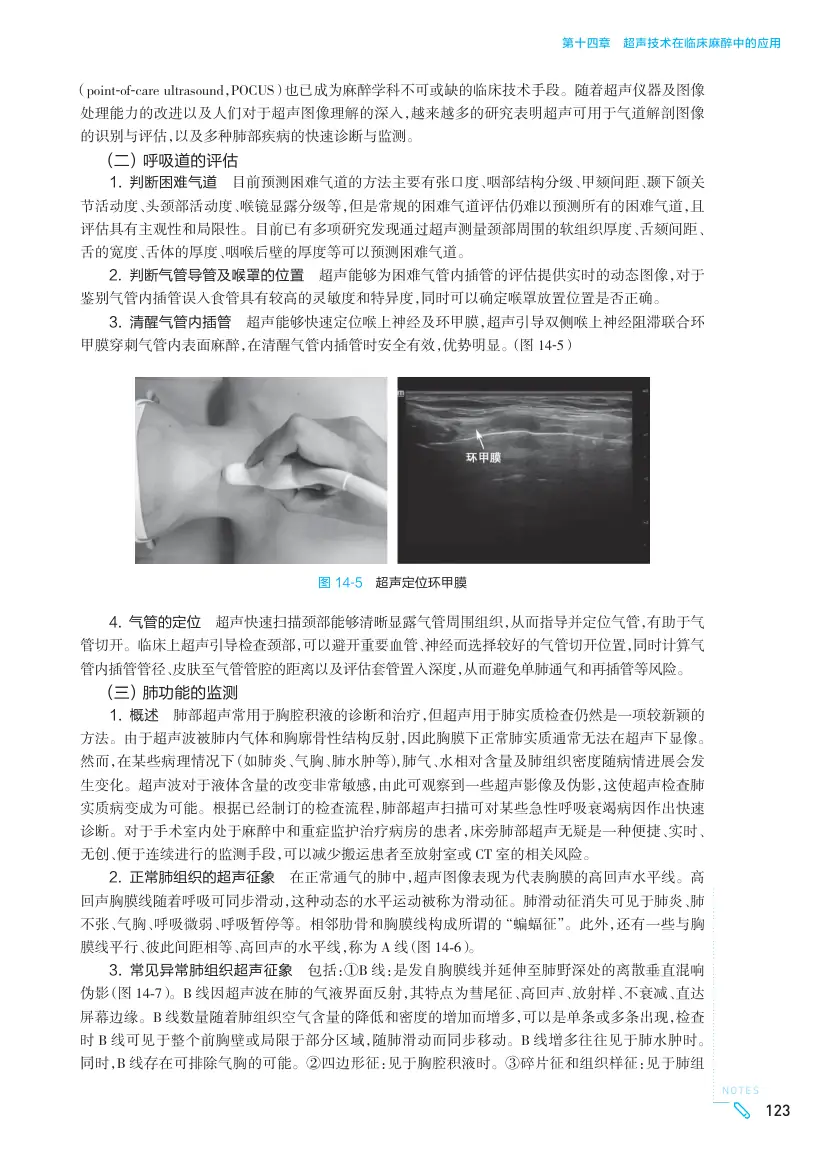 第十四章　超声技术在临床麻醉中的应用
（point-of-care ultrasound，POCUS）也已成为麻醉学科不可或缺的临床技术手段。随着超声仪器及图像
处理能力的改进以及人们对于超声图像理解的深入，越来越多的研究表明超声可用于气道解剖图像
的识别与评估，以及多种肺部疾病的快速诊断与监测。
（二）呼吸道的评估
1. 判断困难气道　目前预测困难气道的方法主要有张口度、咽部结构分级、甲颏间距、颞下颌关
节活动度、头颈部活动度、喉镜显露分级等，但是常规的困难气道评估仍难以预测所有的困难气道，且
评估具有主观性和局限性。目前已有多项研究发现通过超声测量颈部周围的软组织厚度、舌颏间距、
舌的宽度、舌体的厚度、咽喉后壁的厚度等可以预测困难气道。
2. 判断气管导管及喉罩的位置　超声能够为困难气管内插管的评估提供实时的动态图像，对于
鉴别气管内插管误入食管具有较高的灵敏度和特异度，同时可以确定喉罩放置位置是否正确。
3. 清醒气管内插管　超声能够快速定位喉上神经及环甲膜，超声引导双侧喉上神经阻滞联合环
甲膜穿刺气管内表面麻醉，在清醒气管内插管时安全有效，优势明显。（图 14-5）
环甲膜
图 14-5　超声定位环甲膜
4. 气管的定位　超声快速扫描颈部能够清晰显露气管周围组织，从而指导并定位气管，有助于气
管切开。临床上超声引导检查颈部，可以避开重要血管、神经而选择较好的气管切开位置，同时计算气
管内插管管径、皮肤至气管管腔的距离以及评估套管置入深度，从而避免单肺通气和再插管等风险。
（三）肺功能的监测
1. 概述　肺部超声常用于胸腔积液的诊断和治疗，但超声用于肺实质检查仍然是一项较新颖的
方法。由于超声波被肺内气体和胸廓骨性结构反射，因此胸膜下正常肺实质通常无法在超声下显像。
然而，在某些病理情况下（如肺炎、气胸、肺水肿等），肺气、水相对含量及肺组织密度随病情进展会发
生变化。超声波对于液体含量的改变非常敏感，由此可观察到一些超声影像及伪影，这使超声检查肺
实质病变成为可能。根据已经制订的检查流程，肺部超声扫描可对某些急性呼吸衰竭病因作出快速
诊断。对于手术室内处于麻醉中和重症监护治疗病房的患者，床旁肺部超声无疑是一种便捷、实时、
无创、便于连续进行的监测手段，可以减少搬运患者至放射室或 CT 室的相关风险。
2. 正常肺组织的超声征象　在正常通气的肺中，超声图像表现为代表胸膜的高回声水平线。高
回声胸膜线随着呼吸可同步滑动，这种动态的水平运动被称为滑动征。肺滑动征消失可见于肺炎、肺
不张、气胸、呼吸微弱、呼吸暂停等。相邻肋骨和胸膜线构成所谓的“蝙蝠征”。此外，还有一些与胸
膜线平行、彼此间距相等、高回声的水平线，称为 A 线（图 14-6）。
3. 常见异常肺组织超声征象　包括：①B 线：是发自胸膜线并延伸至肺野深处的离散垂直混响
伪影（图 14-7）。B 线因超声波在肺的气液界面反射，其特点为彗尾征、高回声、放射样、不衰减、直达
屏幕边缘。B 线数量随着肺组织空气含量的降低和密度的增加而增多，可以是单条或多条出现，检查
时 B 线可见于整个前胸壁或局限于部分区域，随肺滑动而同步移动。B 线增多往往见于肺水肿时。
同时，B 线存在可排除气胸的可能。②四边形征：见于胸腔积液时。③碎片征和组织样征：见于肺组
NOTES
123